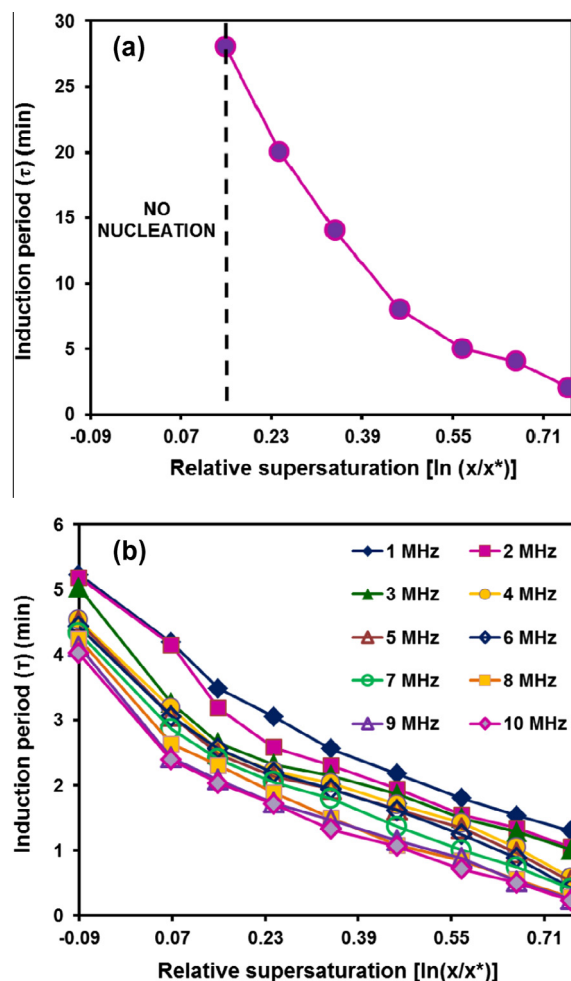 (a)
30
25
20
15
10
5
0
Induction period (τ) (min)
NO
NUCLEATION
-0.09 0.07 0.23 0.39 0.55 0.71
Relative supersaturation [ln (x/x*)]
(b)
6
5
4
3
2
1
0
Induction period (τ) (min)
1 MHz 2 MHz
3 MHz 4 MHz
5 MHz 6 MHz
7 MHz 8 MHz
9 MHz 10 MHz
-0.09 0.07 0.23 0.39 0.55 0.71
Relative supersaturation [ln(x/x*)]